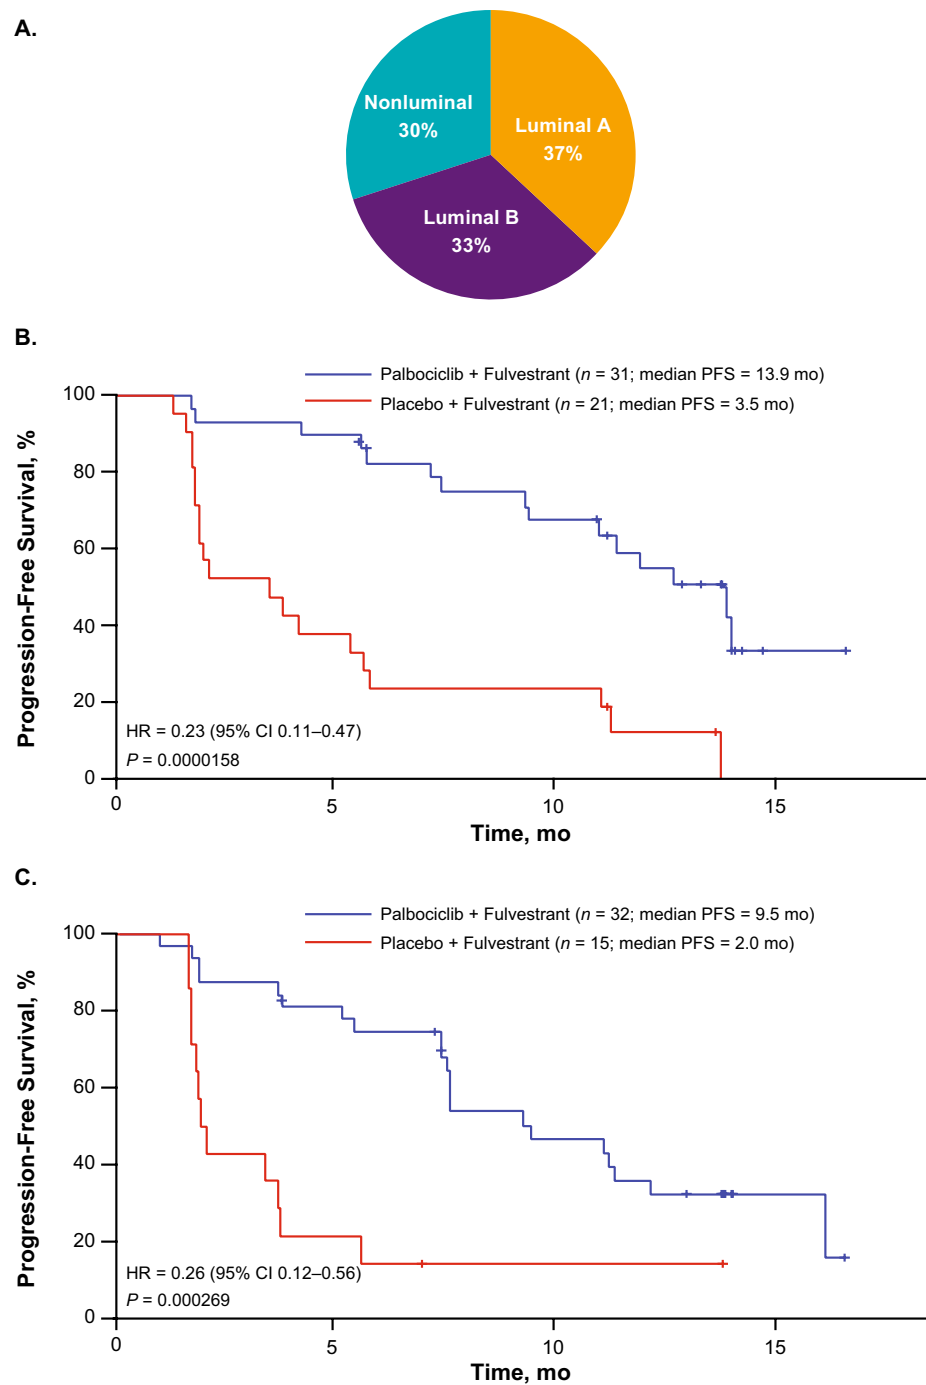 A.
Nonluminal
30%
Luminal A
37%
Luminal B
33%
B.
Palbociclib + Fulvestrant (n = 31; median PFS = 13.9 mo)
Placebo + Fulvestrant (n = 21; median PFS = 3.5 mo)
Progression-Free Survival, %
100
80
60
40
20
0
HR = 0.23 (95% CI 0.11–0.47)
P = 0.0000158
0 5 10 15
Time, mo
C.
Palbociclib + Fulvestrant (n = 32; median PFS = 9.5 mo)
Placebo + Fulvestrant (n = 15; median PFS = 2.0 mo)
Progression-Free Survival, %
100
80
60
40
20
0
HR = 0.26 (95% CI 0.12–0.56)
P = 0.000269
0 5 10 15
Time, mo